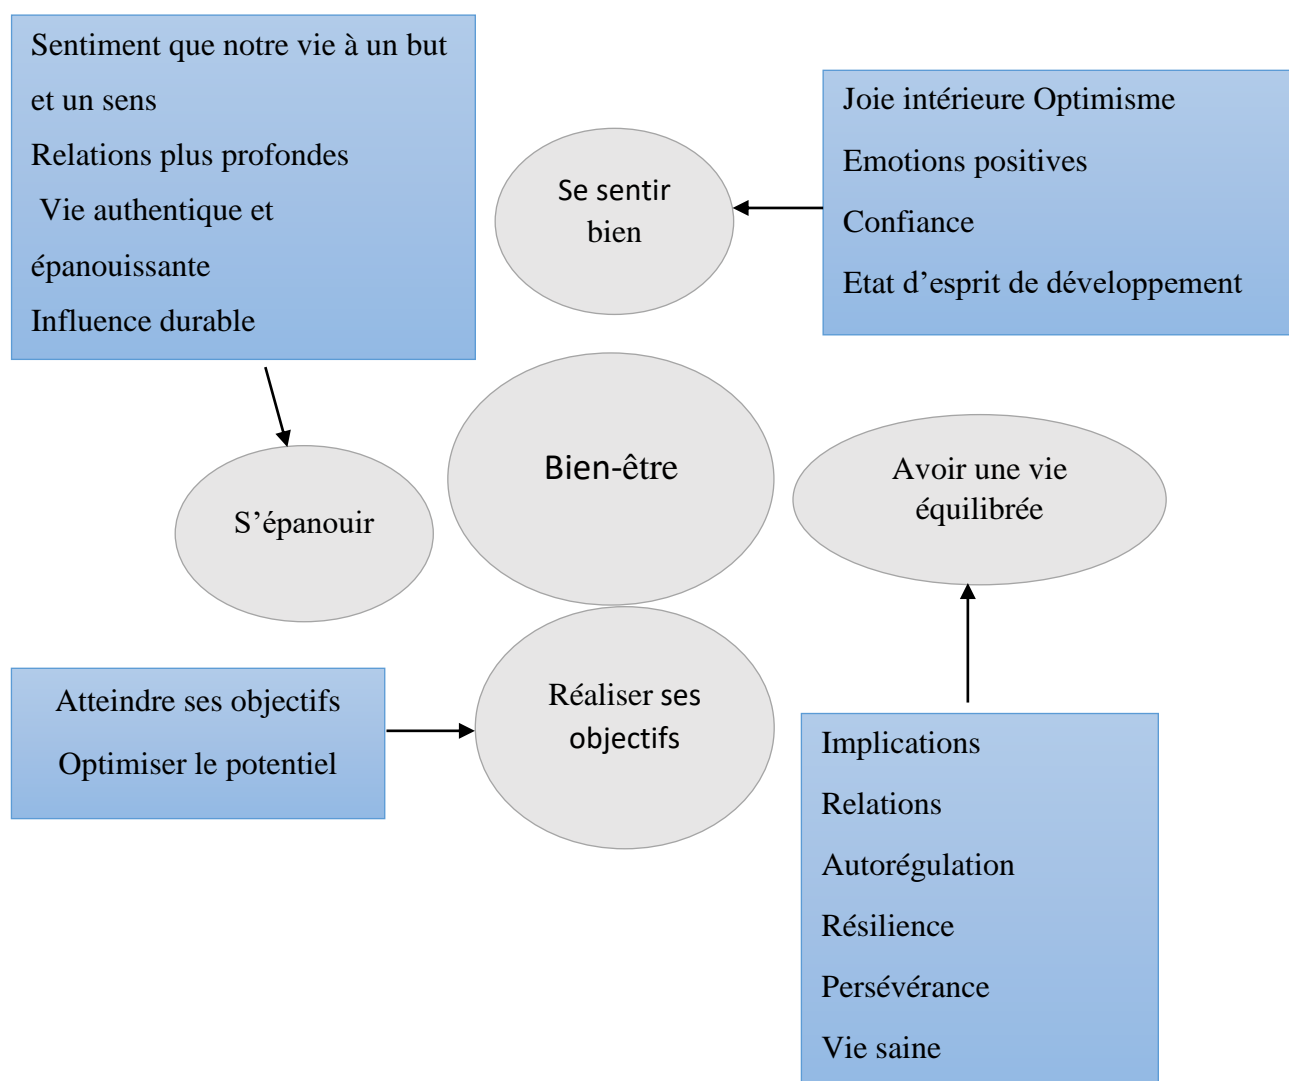 Sentiment que notre vie à un but
et un sens
Relations plus profondes
Vie authentique et
épanouissante
Influence durable
Joie intérieure Optimisme
Emotions positives
Confiance
Etat d’esprit de développement
Se sentir
bien
Bien-être
Avoir une vie
équilibrée
S’épanouir
Atteindre ses objectifs
Optimiser le potentiel
Réaliser ses
objectifs
Implications
Relations
Autorégulation
Résilience
Persévérance
Vie saine